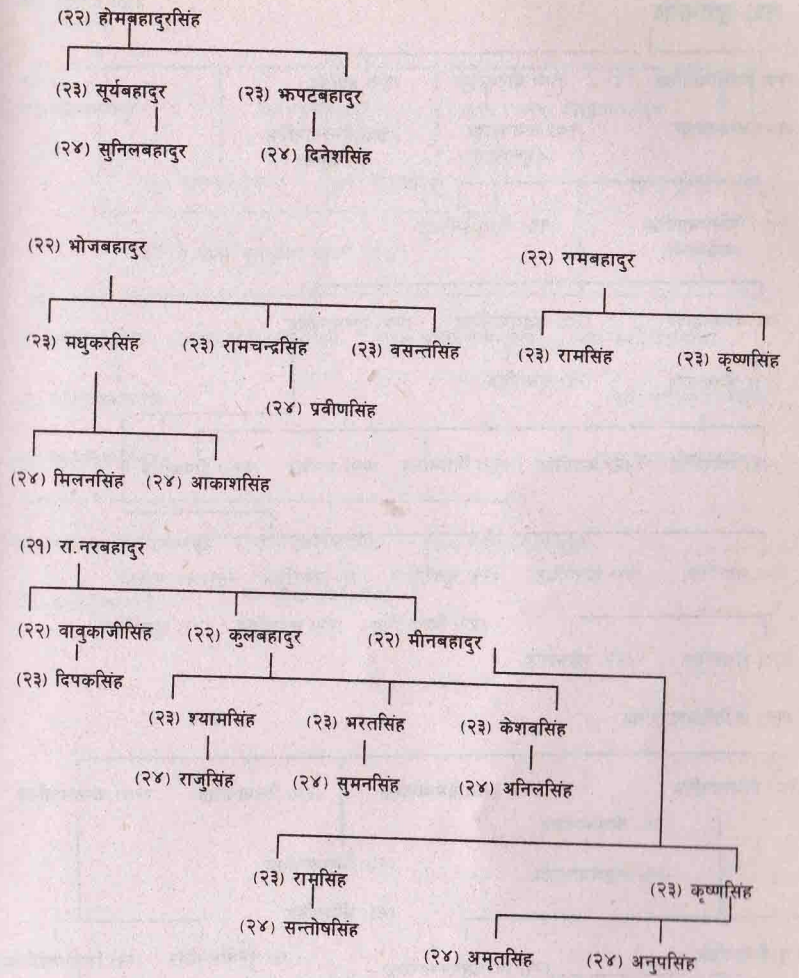 (२२) होमबहादुरसिंह
(२३) सूर्यबहादुर (२३) झपटबहादुर
(२४) सुनिलबहादुर (२४) दिनेशसिंह
(२२) भोजबहादुर (२२) रामबहादुर
(२३) मधुकरसिंह (२३) रामचन्द्रसिंह (२३) वसन्तसिंह (२३) रामसिंह (२३) कृष्णसिंह
(२४) प्रवीणसिंह
(२४) मिलनसिंह (२४) आकाशसिंह
(२१) रा.नरबहादुर
(२२) वावुकाजीसिंह (२२) कुलबहादुर (२२) मीनबहादुर
(२३) दिपकसिंह
(२३) श्यामसिंह (२३) भरतसिंह (२३) केशवसिंह
(२४) राजुसिंह (२४) सुमनसिंह (२४) अनिलसिंह
(२३) रामसिंह (२३) कृष्णसिंह
(२४) सन्तोषसिंह
(२४) अमृतसिंह (२४) अनुपसिंह